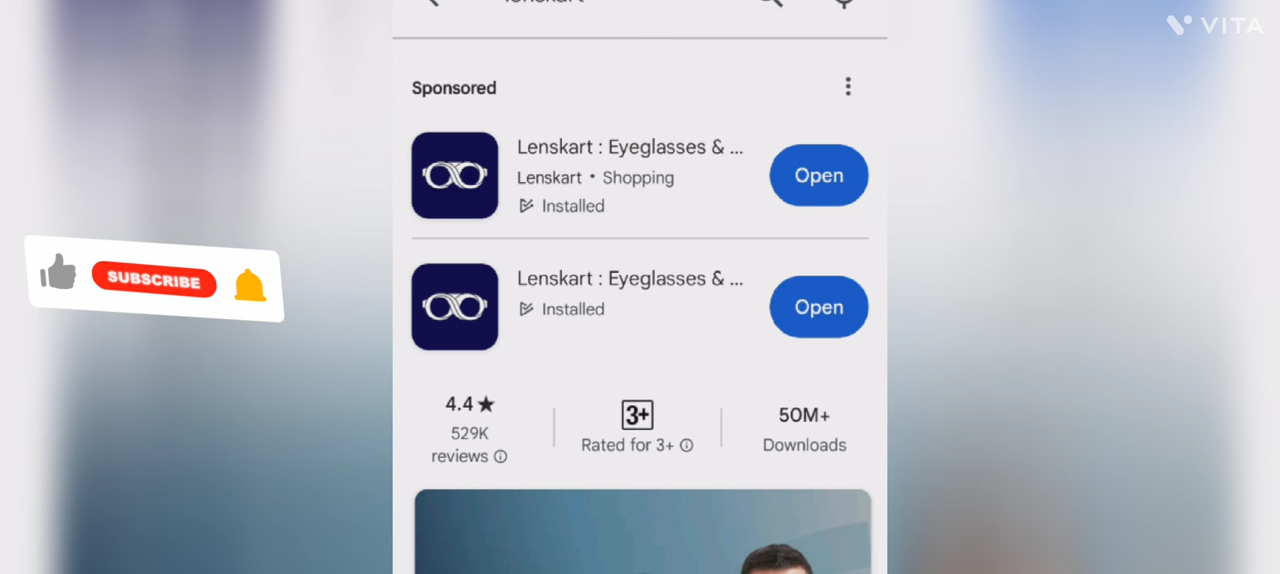 VITA
Sponsored
Lenskart : Eyeglasses & ...
Lenskart • Shopping
Installed
Open
SUBSCRIBE
Lenskart : Eyeglasses & ...
Installed
Open
4.4★
529K
reviews
3+
Rated for 3+
50M+
Downloads